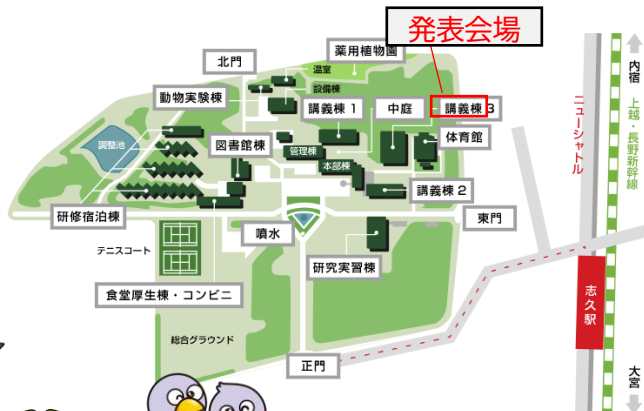 発表会場
北門
薬用植物園
温室
設備棟
動物実験棟
講義棟 1
中庭
講義棟 3
体育館
調整池
図書館棟
管理棟
本部棟
講義棟 2
研修宿泊棟
噴水
東門
テニスコート
研究実習棟
食堂厚生棟・コンビニ
総合グラウンド
正門
内宿
上越・長野新幹線
ニューシャトル
志久駅
大宮